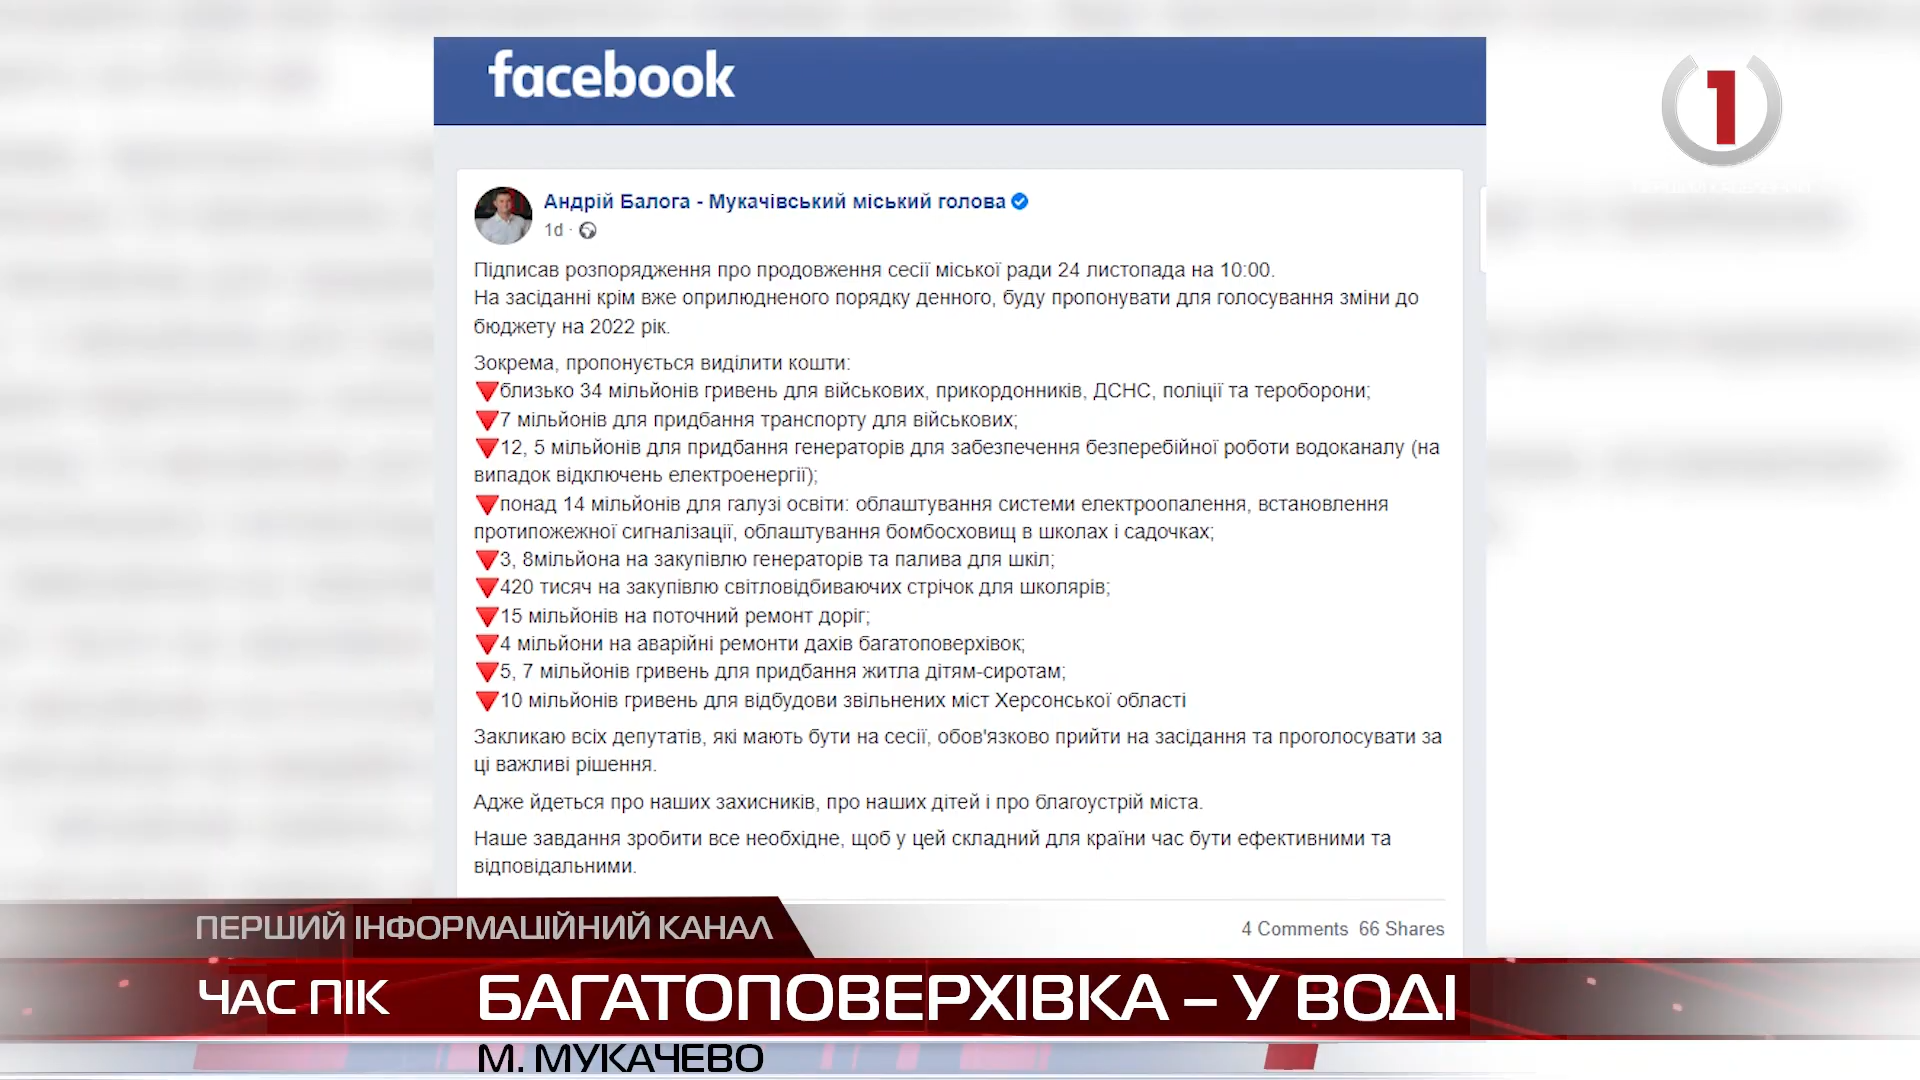 facebook
1
Андрій Балога - Мукачівський міський голова
1d ·
Підписав розпорядження про продовження сесії міської ради 24 листопада на 10:00.
На засіданні крім вже оприлюдненого порядку денного, буду пропонувати для голосування зміни до
бюджету на 2022 рік.
Зокрема, пропонується виділити кошти:
близько 34 мільйонів гривень для військових, прикордонників, ДСНС, поліції та тероборони;
7 мільйонів для придбання транспорту для військових;
12, 5 мільйонів для придбання генераторів для забезпечення безперебійної роботи водоканалу (на
випадок відключень електроенергії);
понад 14 мільйонів для галузі освіти: облаштування системи електроопалення, встановлення
протипожежної сигналізації, облаштування бомбосховищ в школах і садочках;
3, 8мільйона на закупівлю генераторів та палива для шкіл;
420 тисяч на закупівлю світловідбиваючих стрічок для школярів;
15 мільйонів на поточний ремонт доріг;
4 мільйони на аварійні ремонти дахів багатоповерхівок;
5, 7 мільйонів гривень для придбання житла дітям-сиротам;
10 мільйонів гривень для відбудови звільнених міст Херсонської області
Закликаю всіх депутатів, які мають бути на сесії, обов'язково прийти на засідання та проголосувати за
ці важливі рішення.
Адже йдеться про наших захисників, про наших дітей і про благоустрій міста.
Наше завдання зробити все необхідне, щоб у цей складний для країни час бути ефективними та
відповідальними.
4 Comments 66 Shares
ПЕРШИЙ ІНФОРМАЦІЙНИЙ КАНАЛ
ЧАС ПІК
БАГАТОПОВЕРХІВКА – У ВОДІ
М. МУКАЧЕВО